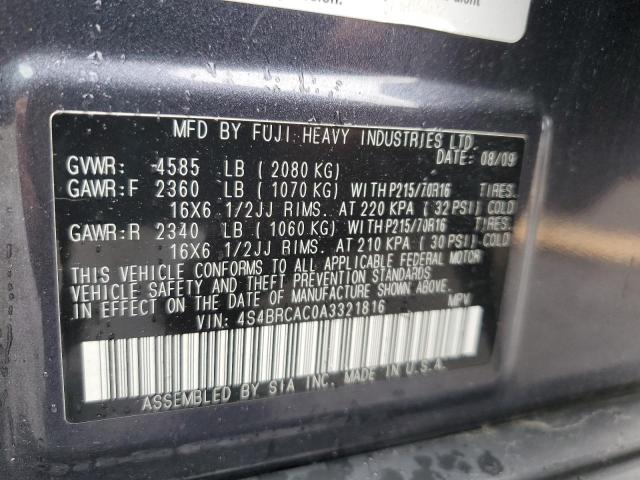 MFD BY FUJI HEAVY INDUSTRIES LTD.
DATE: 08/09
GVWR: 4585 LB ( 2080 KG)
GAWR:F 2360 LB ( 1070 KG) WITH P215/70R16 TIRES.
16X6 1/2JJ RIMS. AT 220 KPA ( 32 PSI) COLD
GAWR:R 2340 LB ( 1060 KG) WITH P215/70R16 TIRES.
16X6 1/2JJ RIMS. AT 210 KPA ( 30 PSI) COLD
THIS VEHICLE CONFORMS TO ALL APPLICABLE FEDERAL MOTOR
VEHICLE SAFETY AND THEFT PREVENTION STANDARDS
IN EFFECT ON THE DATE OF MANUFACTURE SHOWN ABOVE.
VIN: 4S4BRCAC0A3321816 MPV
ASSEMBLED BY SIA INC. MADE IN U.S.A.